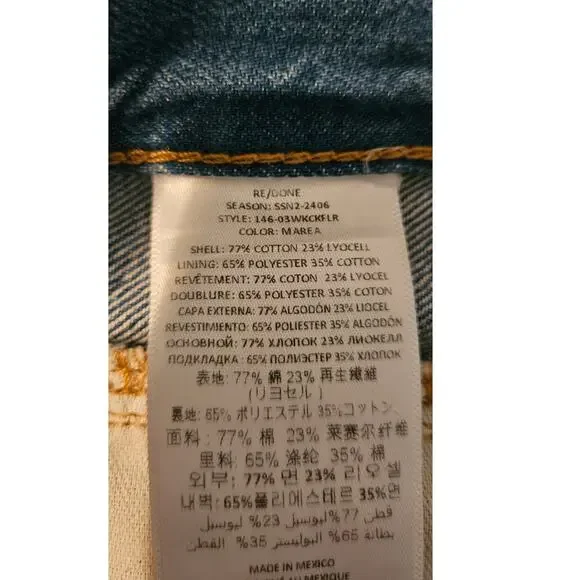 RE/DONE
SEASON: SSN2-2406
STYLE: 146-03WKCKFLR
COLOR: MAREA
SHELL: 77% COTTON 23% LYOCELL
LINING: 65% POLYESTER 35% COTTON
REVÊTEMENT: 77% COTON 23% LYOCEL
DOUBLURE: 65% POLYESTER 35% COTON
CAPA EXTERNA: 77% ALGODÓN 23% LIOCEL
REVESTIMIENTO: 65% POLIESTER 35% ALGODÓN
ОСНОВНОЙ: 77% ХЛОПОК 23% ЛИОКЕЛЛ
ПОДКЛАДКА: 65% ПОЛИЭСТЕР 35% ХЛОПОК
表地: 77% 綿 23% 再生繊維
(リヨセル)
裏地: 65% ポリエステル 35%コットン
面料: 77% 棉 23% 莱赛尔纤维
里料: 65% 涤纶 35% 棉
외부: 77% 면 23% 리오셀
내벽: 65%폴리에스테르 35%면
قطن 77% ليوسيل 23% ليوسيل
بطانة 65% البوليستر 35% القطن
MADE IN MEXICO
AU MEXIQUE